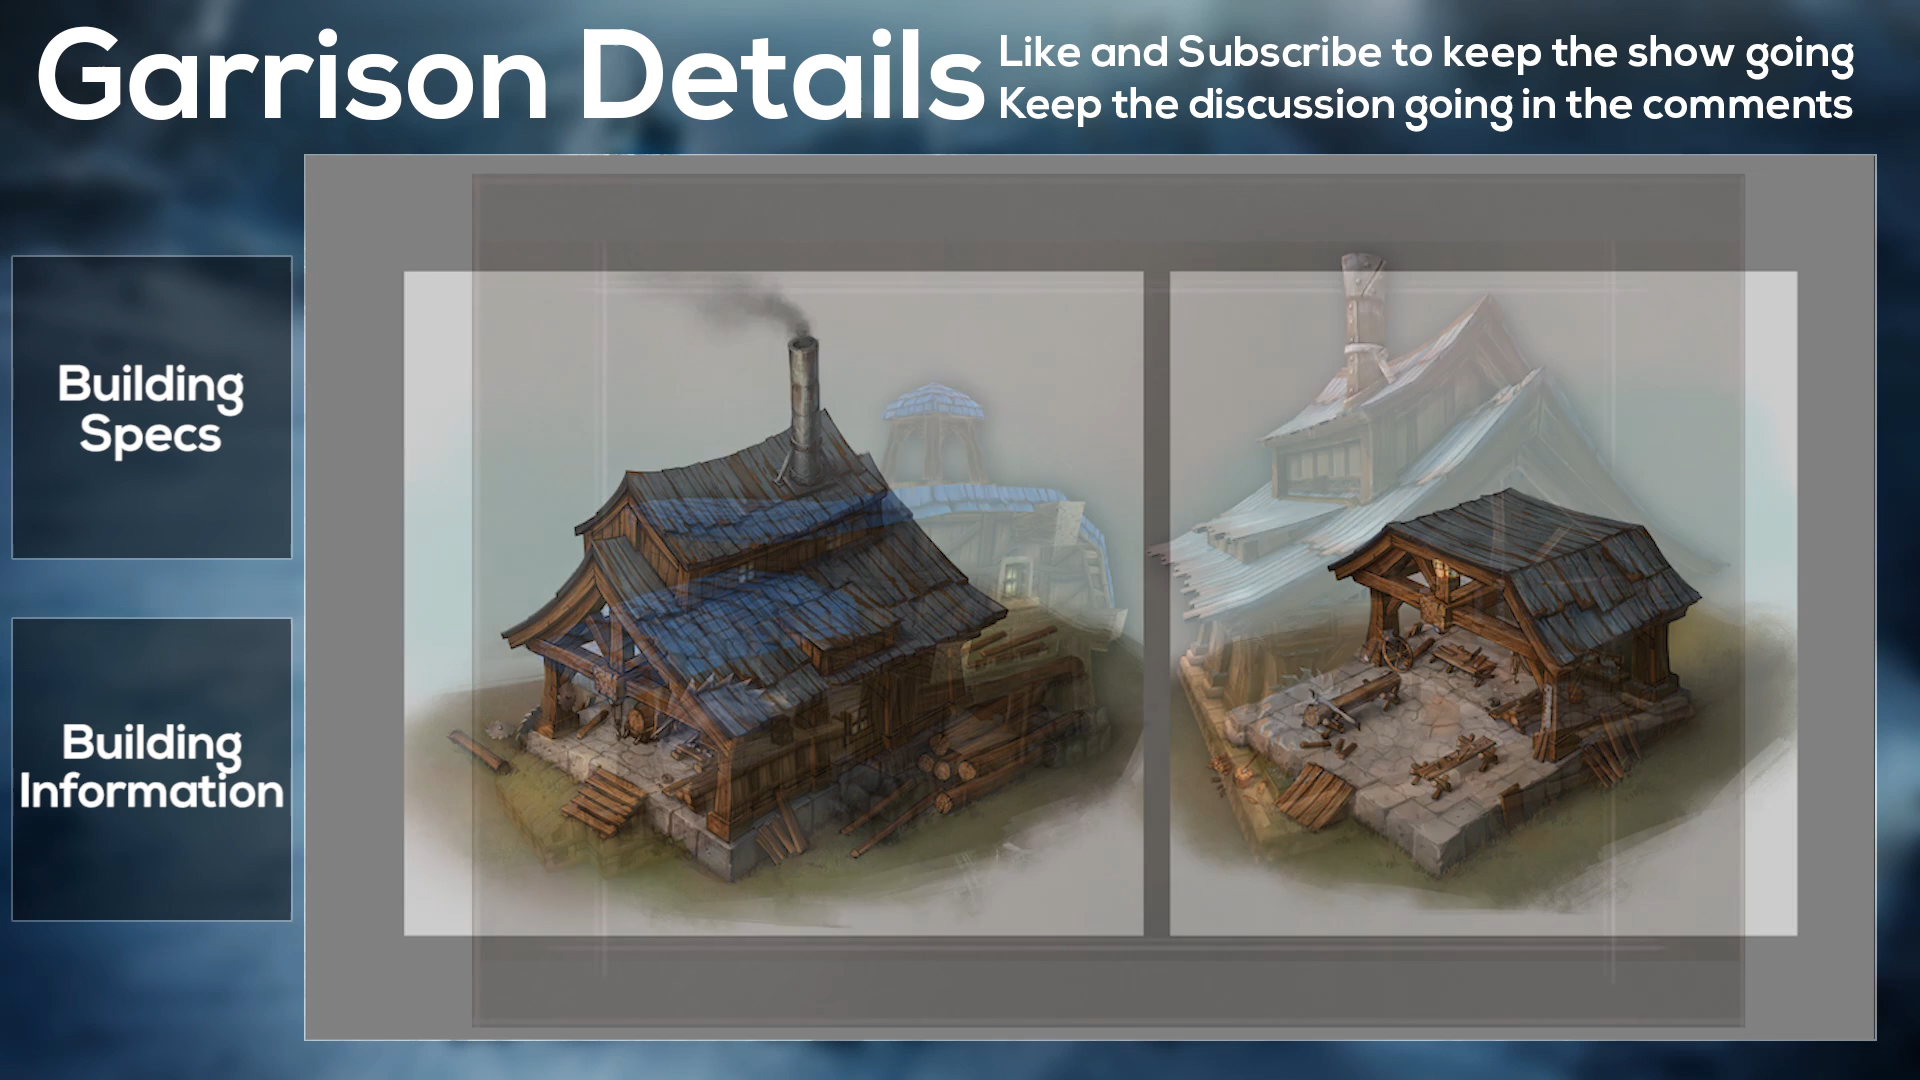 Garrison Details
Like and Subscribe to keep the show going
Keep the discussion going in the comments
Building
Specs
Building
Information